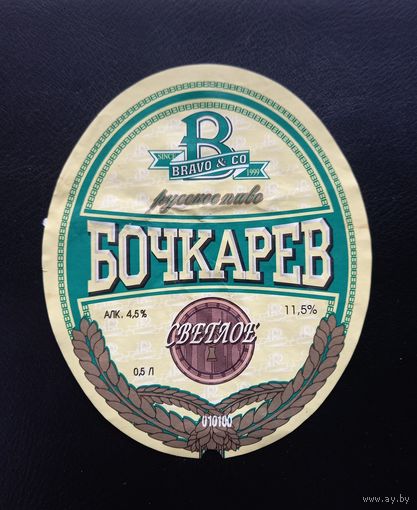 B
SINCE BRAVO & CO 1999
русское пиво
БОЧКАРЕВ
АЛК. 4,5% 11,5%
СВЕТЛОЕ
0,5 Л
010100
www.ay.by